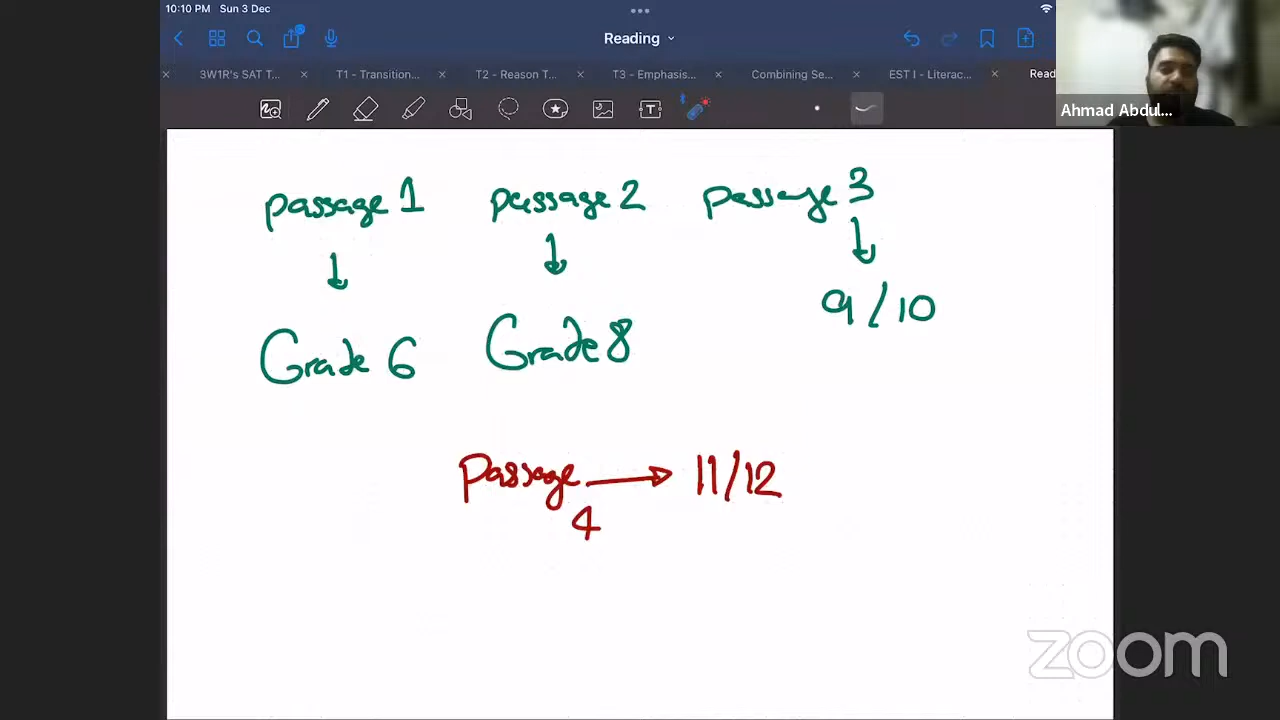 10:10 PM Sun 3 Dec
Reading
3W1R's SAT T...
T1 - Transition...
T2 - Reason T...
T3 - Emphasis...
Combining Se...
EST I - Literac...
Read
Ahmad Abdul...
passage 1 passage 2 passage 3
Grade 6 Grade 8 9/10
Passage 4 → 11/12
zoom